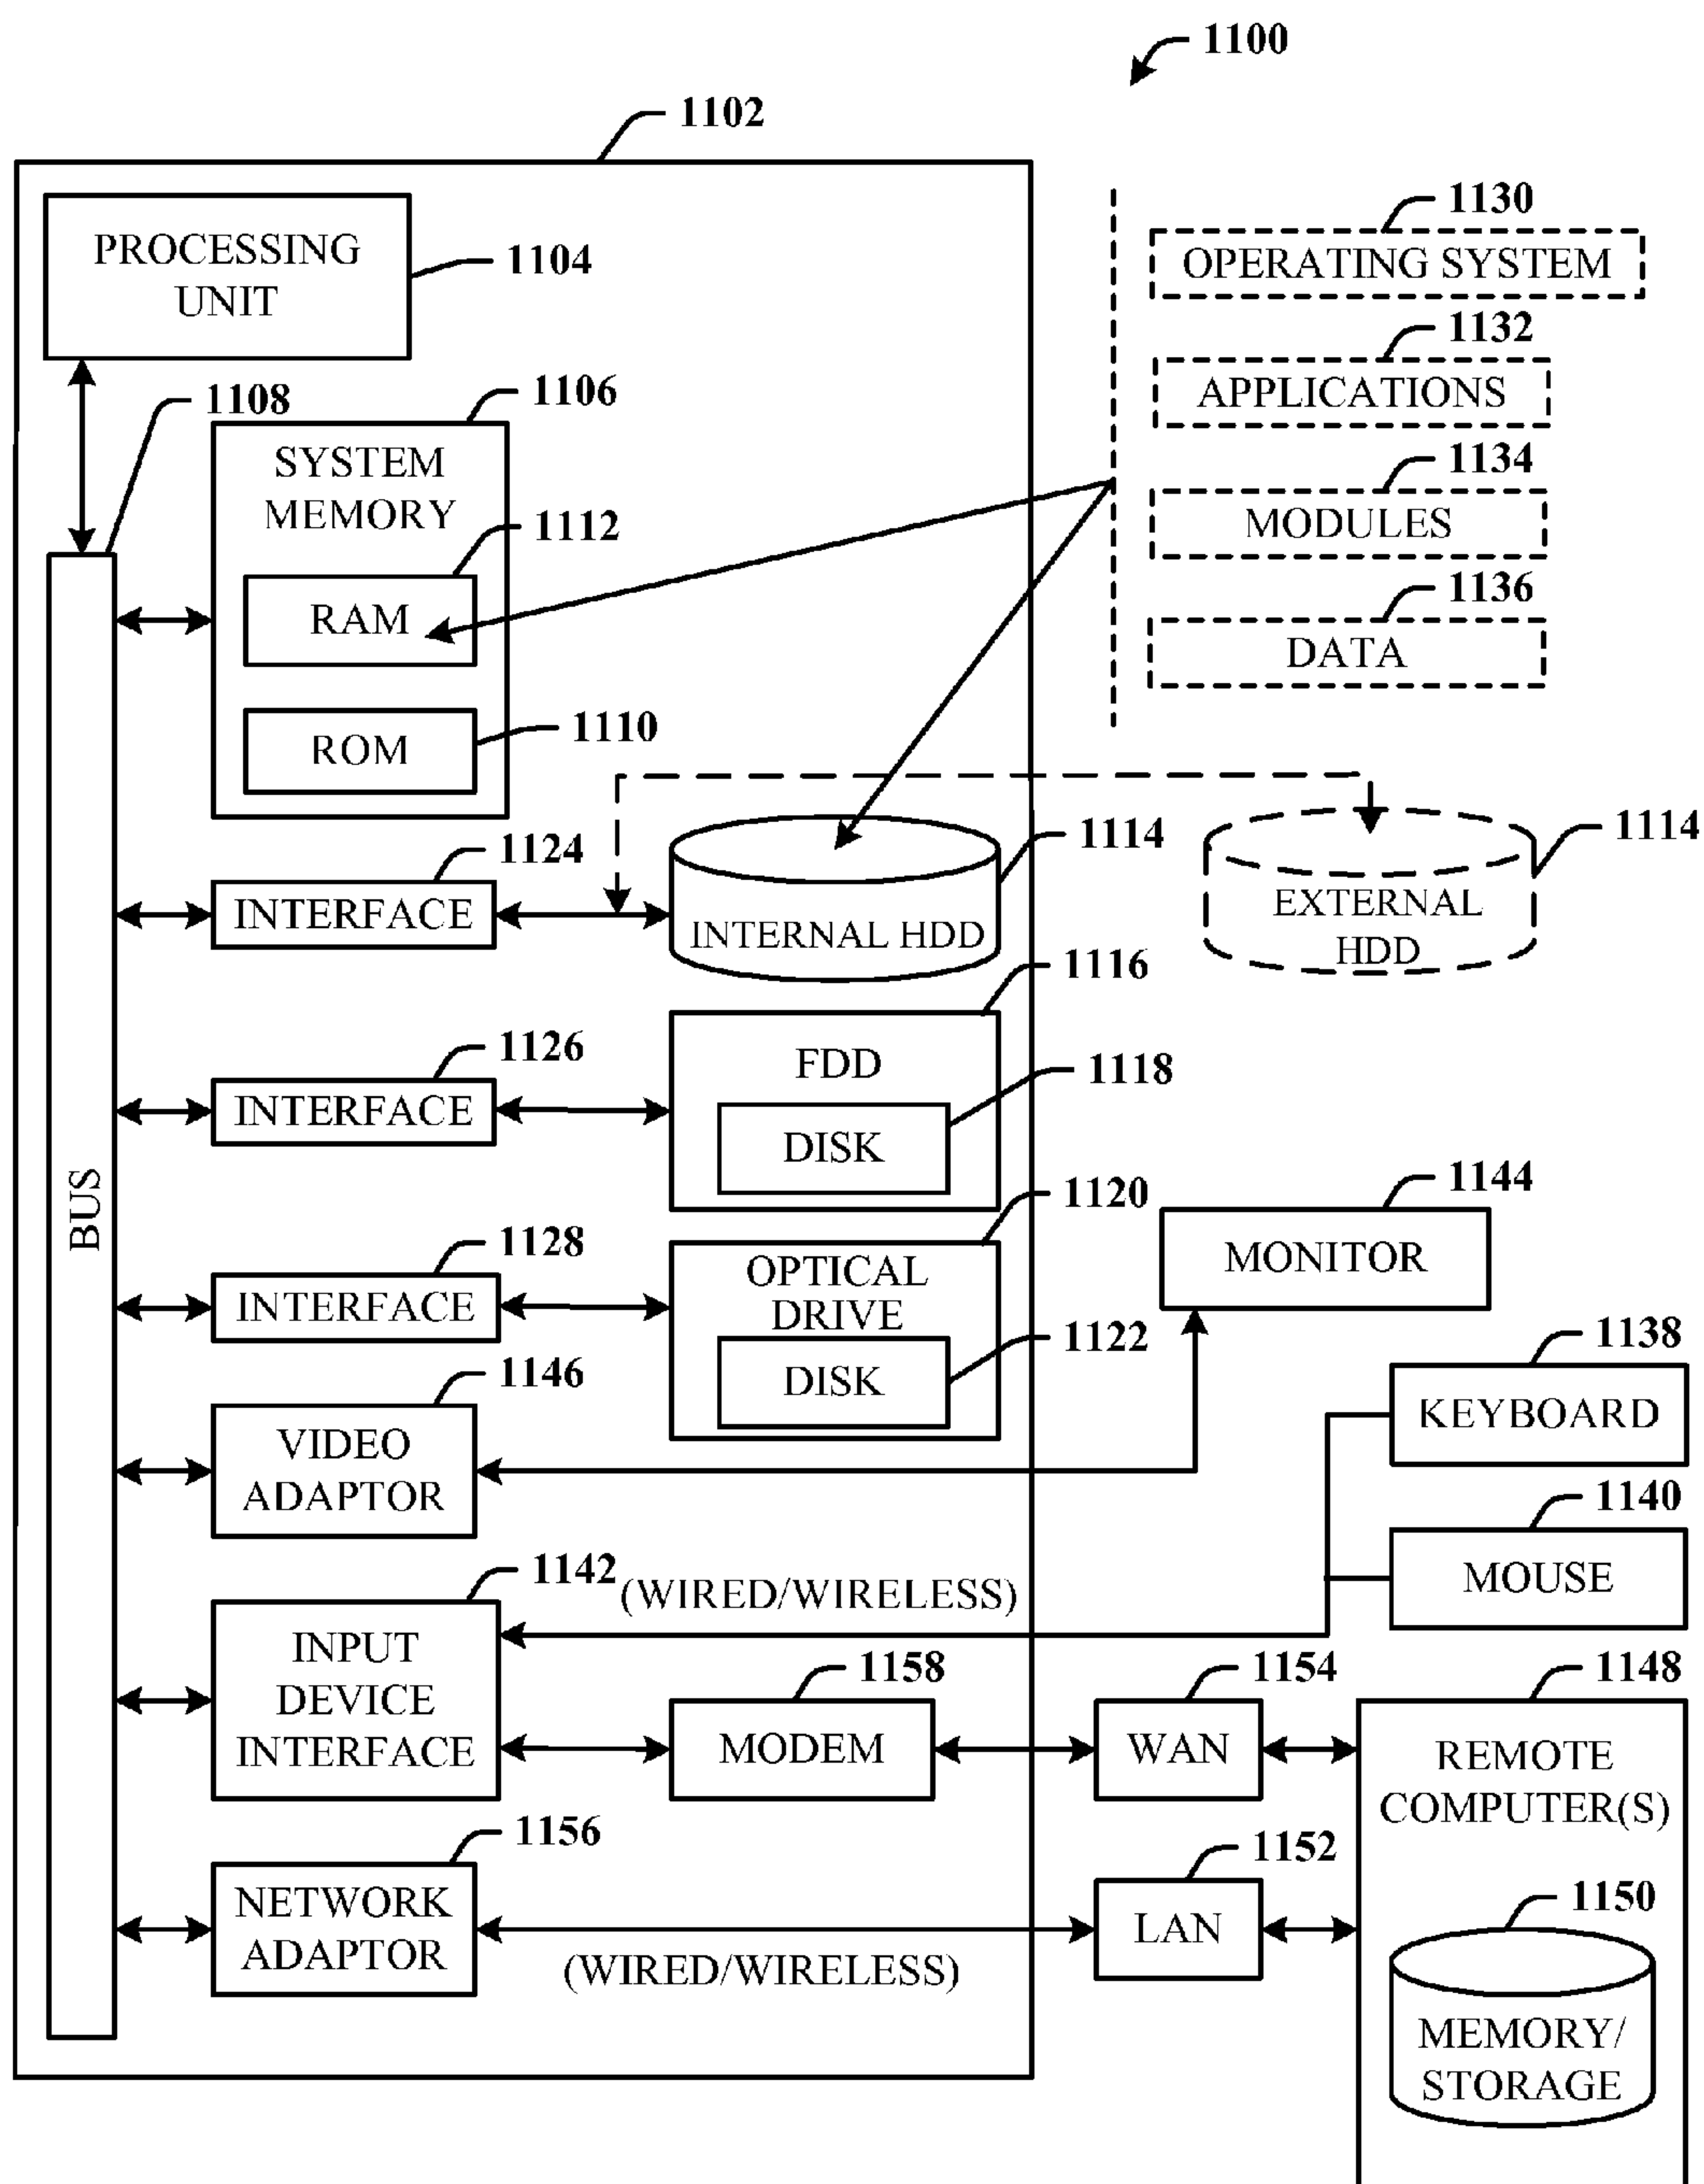 1100
1102
PROCESSING
UNIT
1104
1130
OPERATING SYSTEM
1132
APPLICATIONS
1134
MODULES
1136
DATA
1108
1106
SYSTEM
MEMORY
1112
RAM
1110
ROM
1124
INTERFACE
1114
INTERNAL HDD
1114
EXTERNAL
HDD
1116
FDD
1126
INTERFACE
1118
DISK
BUS
1120
OPTICAL
DRIVE
1128
INTERFACE
1122
DISK
1144
MONITOR
1138
KEYBOARD
1146
VIDEO
ADAPTOR
1140
MOUSE
1142
(WIRED/WIRELESS)
INPUT
DEVICE
INTERFACE
1158
MODEM
1154
WAN
1148
REMOTE
COMPUTER(S)
1156
NETWORK
ADAPTOR
(WIRED/WIRELESS)
1152
LAN
1150
MEMORY/
STORAGE